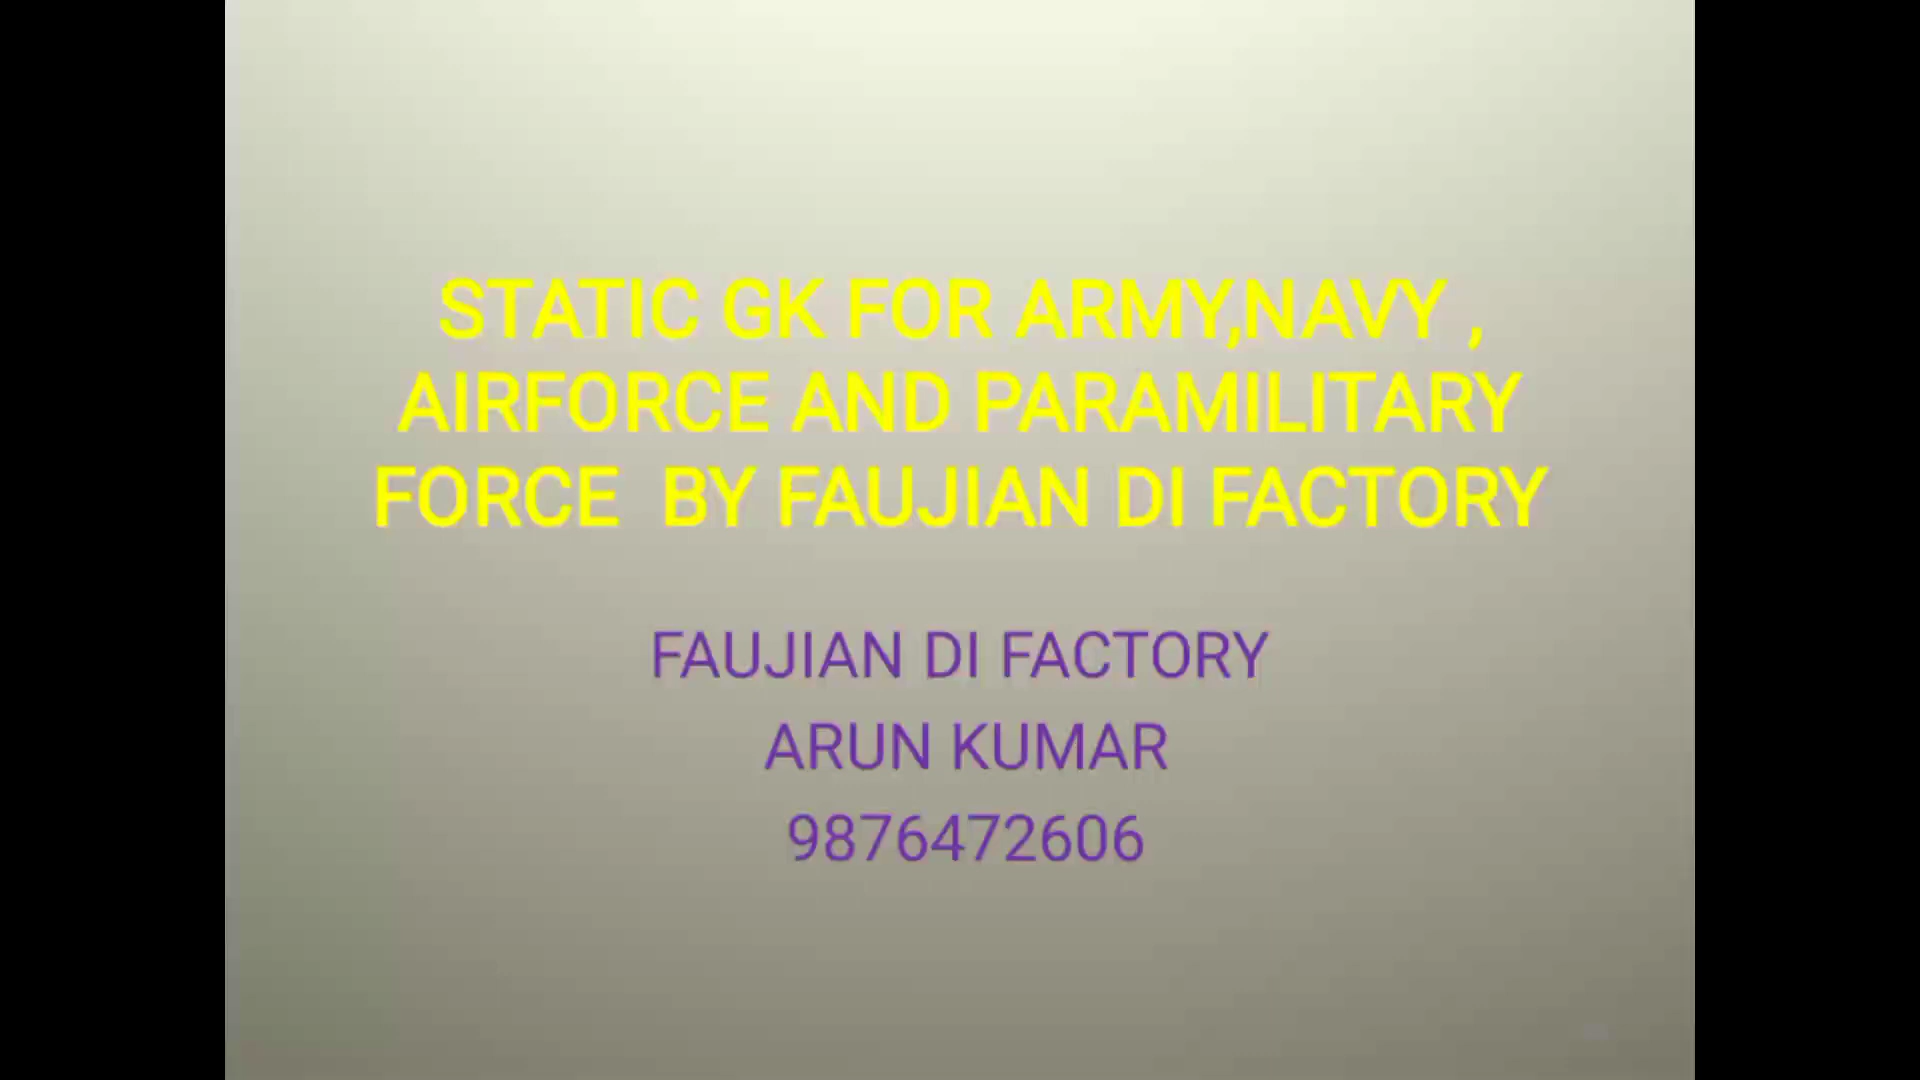 STATIC GK FOR ARMY,NAVY ,
AIRFORCE AND PARAMILITARY
FORCE  BY FAUJIAN DI FACTORY
FAUJIAN DI FACTORY
ARUN KUMAR
9876472606